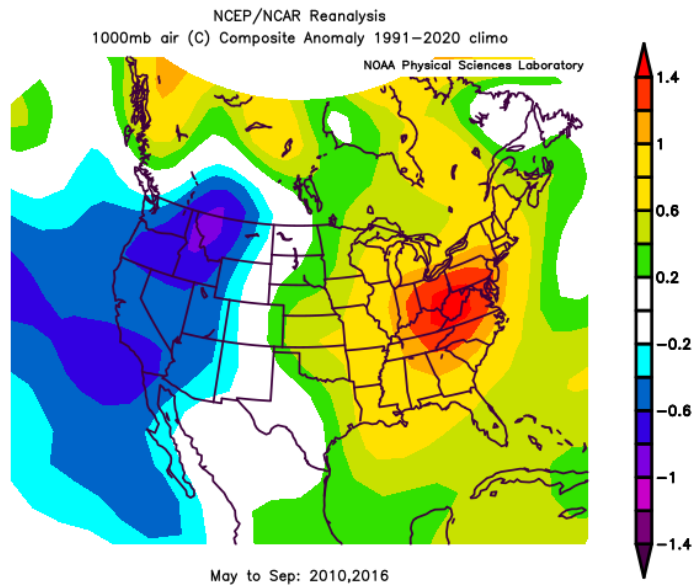 NCEP/NCAR Reanalysis
1000mb air (C) Composite Anomaly 1991-2020 climo
NOAA Physical Sciences Laboratory
1.4
1
0.6
0.2
-0.2
-0.6
-1
-1.4
May to Sep: 2010,2016